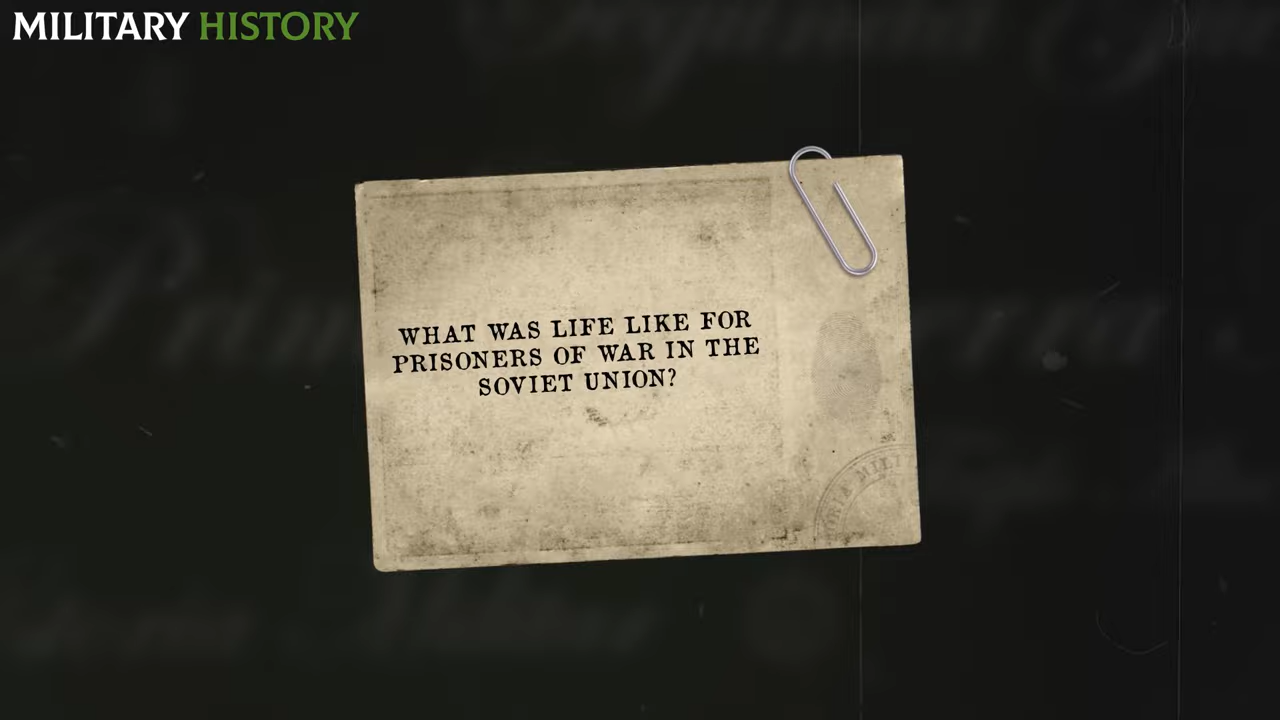 MILITARY HISTORY
WHAT WAS LIFE LIKE FOR
PRISONERS OF WAR IN THE
SOVIET UNION?